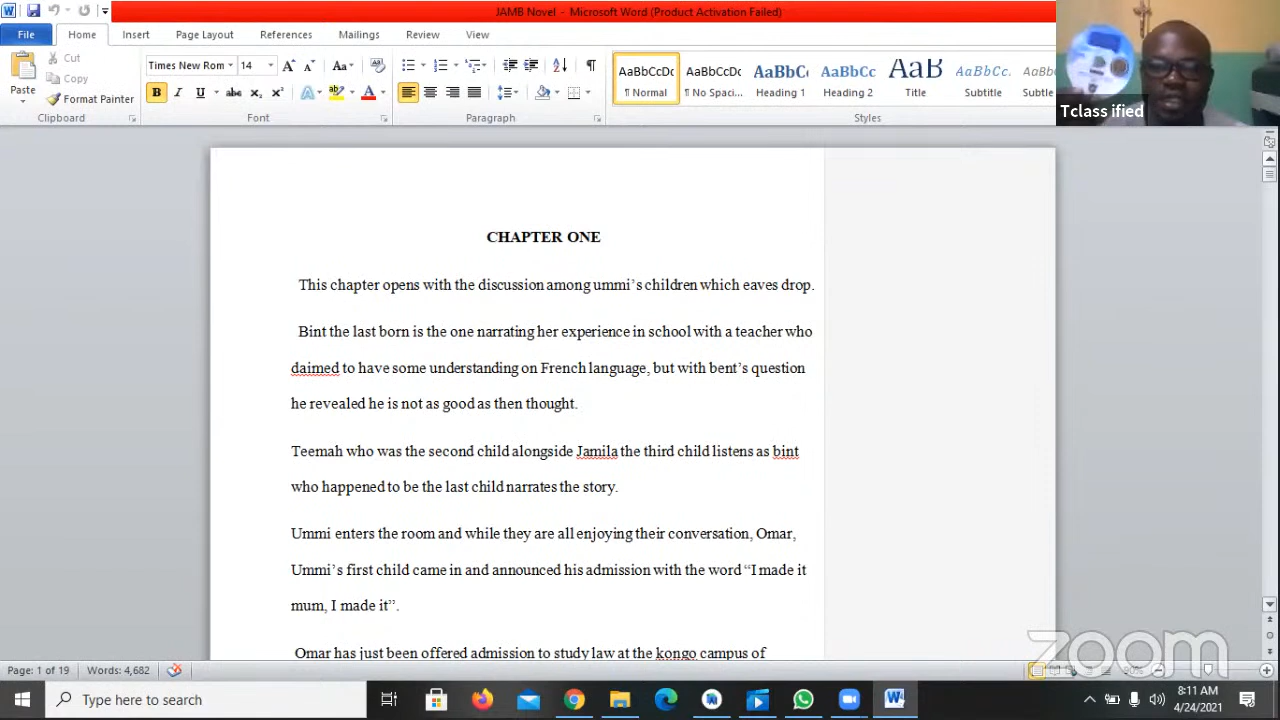 JAMB Novel - Microsoft Word (Product Activation Failed)
File Home Insert Page Layout References Mailings Review View
Paste
Cut
Copy
Format Painter
Clipboard
Times New Rom 14
Font
Paragraph
AaBbCcDc AaBbCcDc AaBbCc AaBbCc AaB AaBbCcL AaBb
¶ Normal ¶ No Spaci... Heading 1 Heading 2 Title Subtitle Subtle
Styles
Tclass ified
CHAPTER ONE
This chapter opens with the discussion among ummi’s children which eaves drop.
Bint the last born is the one narrating her experience in school with a teacher who
daimed to have some understanding on French language, but with bent’s question
he revealed he is not as good as then thought.
Teemah who was the second child alongside Jamila the third child listens as bint
who happened to be the last child narrates the story.
Ummi enters the room and while they are all enjoying their conversation, Omar,
Ummi’s first child came in and announced his admission with the word “I made it
mum, I made it”.
Omar has just been offered admission to study law at the kongo campus of
zoom
Page: 1 of 19 Words: 4,682 90%
Type here to search
8:11 AM
4/24/2021